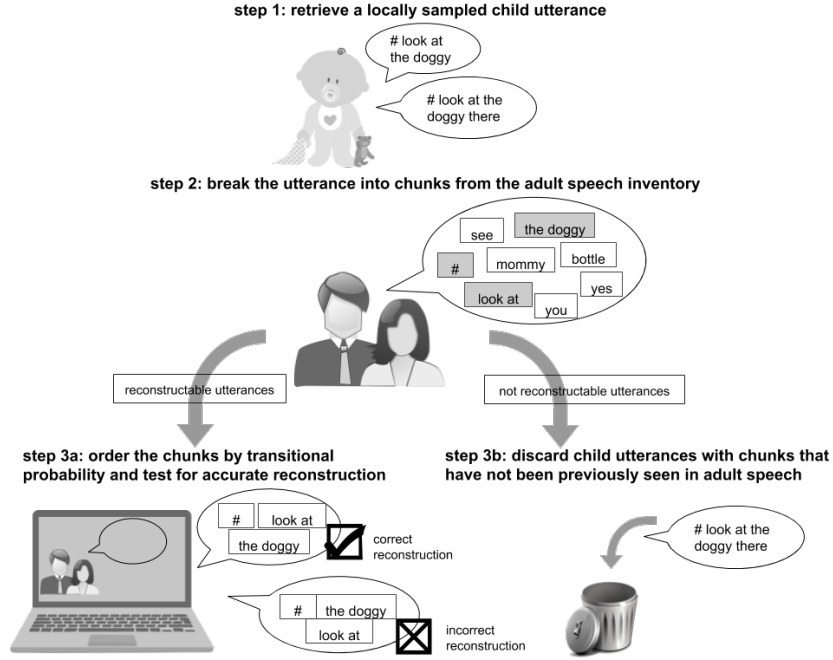 step 1: retrieve a locally sampled child utterance
# look at
the doggy
# look at the
doggy there
step 2: break the utterance into chunks from the adult speech inventory
see
the doggy
#
mommy
bottle
look at
you
yes
reconstructable utterances
not reconstructable utterances
step 3a: order the chunks by transitional
probability and test for accurate reconstruction
step 3b: discard child utterances with chunks that
have not been previously seen in adult speech
# look at
the doggy
correct
reconstruction
# the doggy
look at
incorrect
reconstruction
# look at the
doggy there